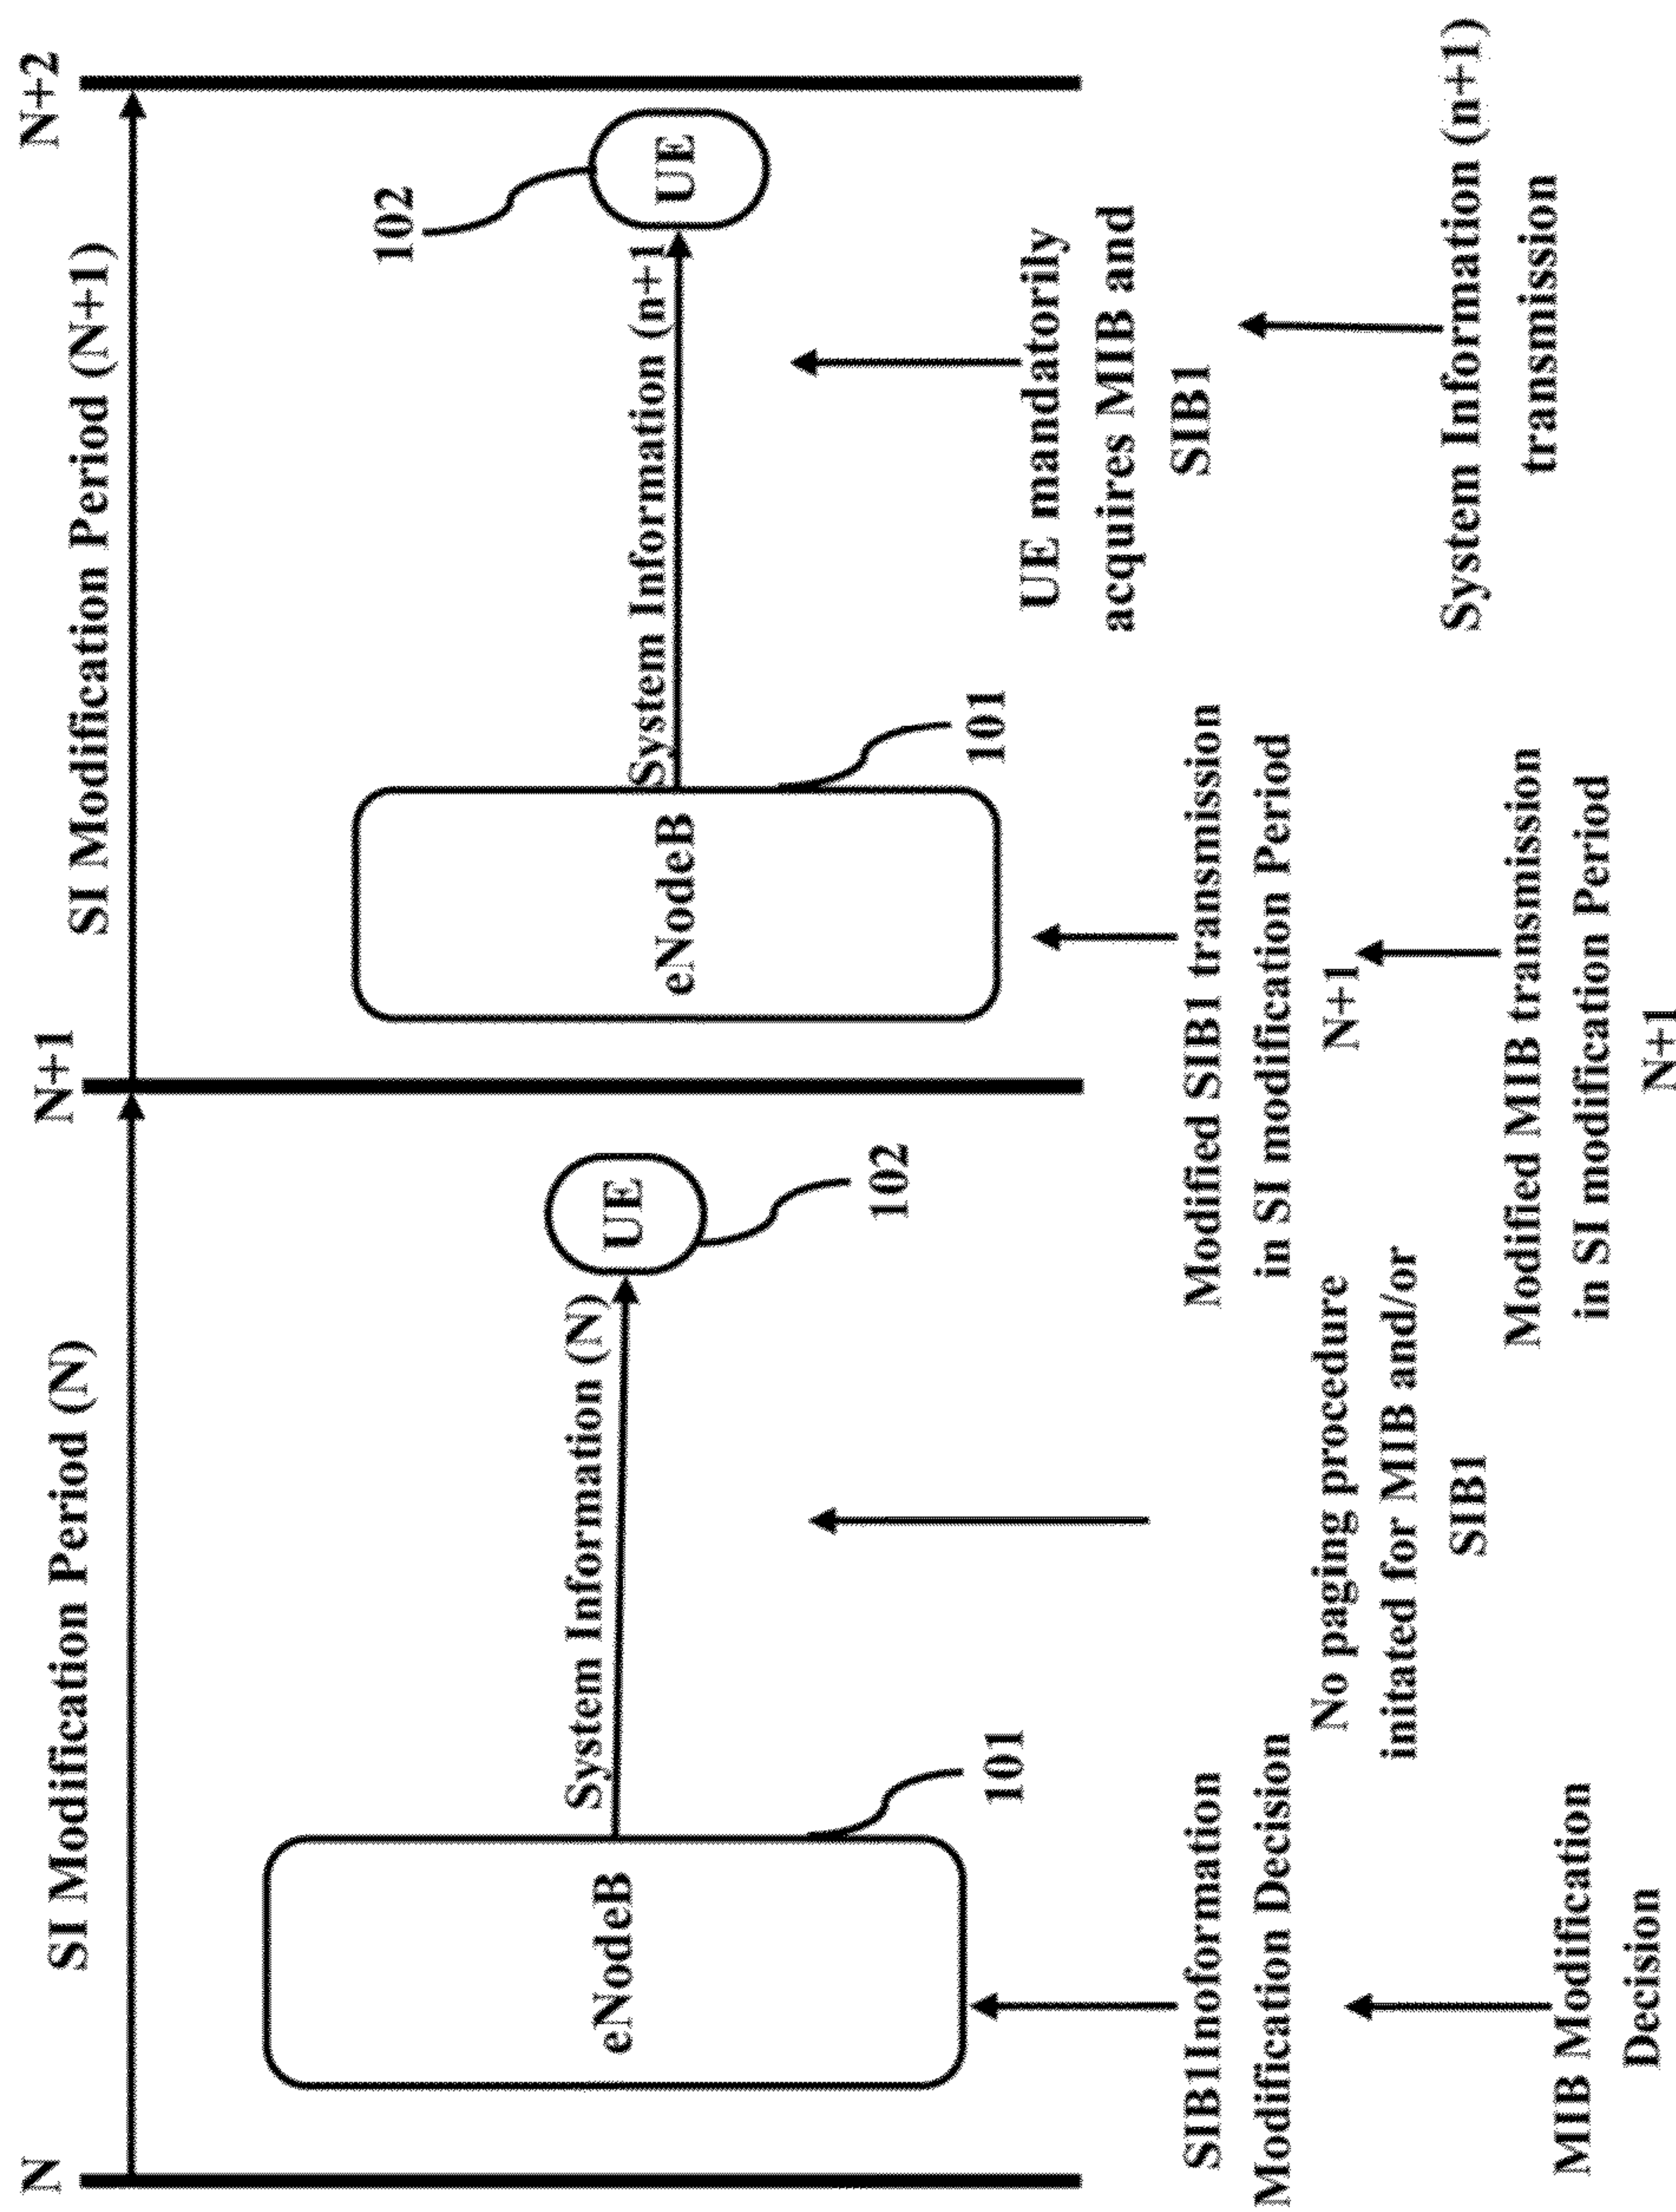 N
N+1
N+2
SI Modification Period (N)
SI Modification Period (N+1)
eNodeB
101
System Information (N)
UE
102
eNodeB
101
System Information (n+1
UE
102
SIB1Inoformation
Modification Decision
MIB Modification
Decision
No paging procedure
initated for MIB and/or
SIB1
Modified SIB1 transmission
in SI modification Period
N+1
Modified MIB transmission
in SI modification Period
N+1
UE mandatorily
acquires MIB and
SIB1
System Information (n+1)
transmission